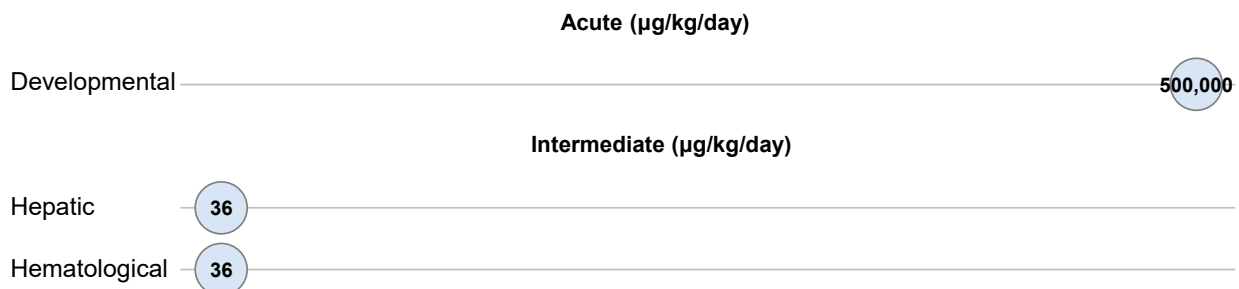 Acute (µg/kg/day)
Developmental 500,000
Intermediate (µg/kg/day)
Hepatic 36
Hematological 36